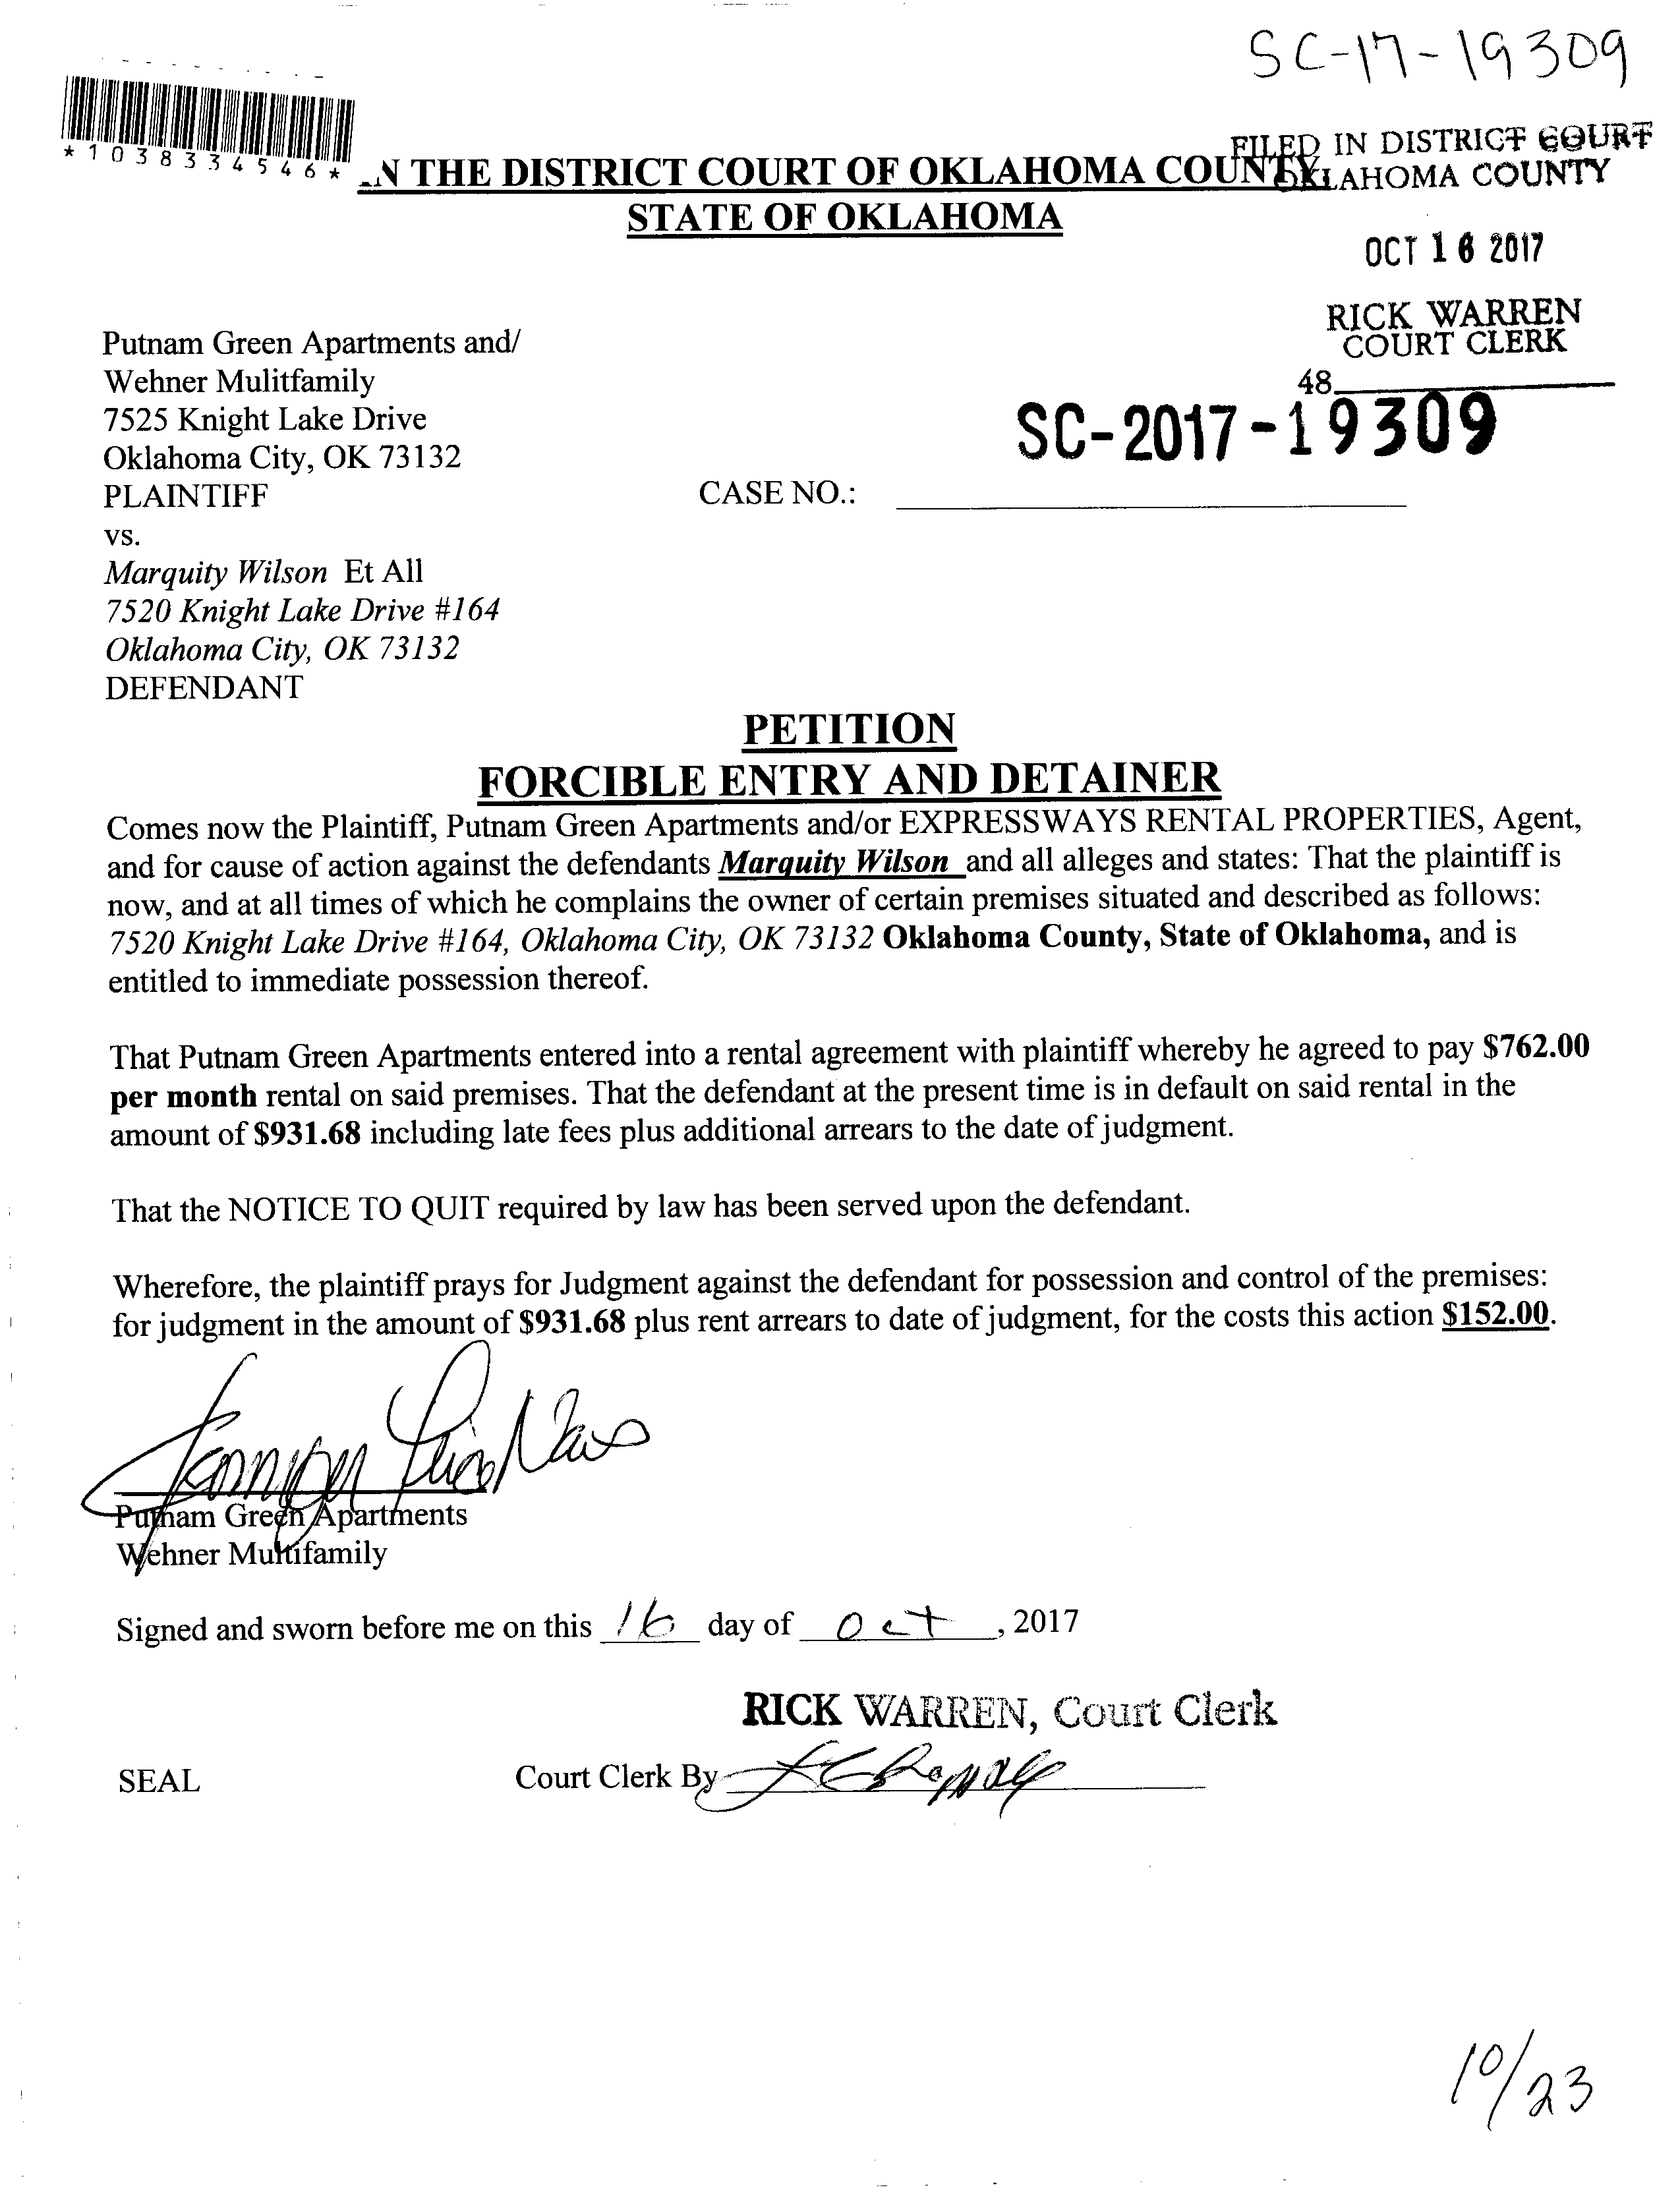 SC-17-19309
*1038334546*
FILED IN DISTRICT COURT
OKLAHOMA COUNTY
N THE DISTRICT COURT OF OKLAHOMA COUNTY
STATE OF OKLAHOMA
OCT 16 2017
RICK WARREN
COURT CLERK
48
Putnam Green Apartments and/
Wehner Mulitfamily
7525 Knight Lake Drive
Oklahoma City, OK 73132
PLAINTIFF
SC-2017-19309
CASE NO.:
vs.
Marquity Wilson Et All
7520 Knight Lake Drive #164
Oklahoma City, OK 73132
DEFENDANT
PETITION
FORCIBLE ENTRY AND DETAINER
Comes now the Plaintiff, Putnam Green Apartments and/or EXPRESSWAYS RENTAL PROPERTIES, Agent,
and for cause of action against the defendants Marquity Wilson and all alleges and states: That the plaintiff is
now, and at all times of which he complains the owner of certain premises situated and described as follows:
7520 Knight Lake Drive #164, Oklahoma City, OK 73132 Oklahoma County, State of Oklahoma, and is
entitled to immediate possession thereof.
That Putnam Green Apartments entered into a rental agreement with plaintiff whereby he agreed to pay $762.00
per month rental on said premises. That the defendant at the present time is in default on said rental in the
amount of $931.68 including late fees plus additional arrears to the date of judgment.
That the NOTICE TO QUIT required by law has been served upon the defendant.
Wherefore, the plaintiff prays for Judgment against the defendant for possession and control of the premises:
for judgment in the amount of $931.68 plus rent arrears to date of judgment, for the costs this action $152.00.
Putnam Green Apartments
Wehner Multifamily
Signed and sworn before me on this 16 day of Oct, 2017
RICK WARREN, Court Clerk
SEAL
Court Clerk By
10/23